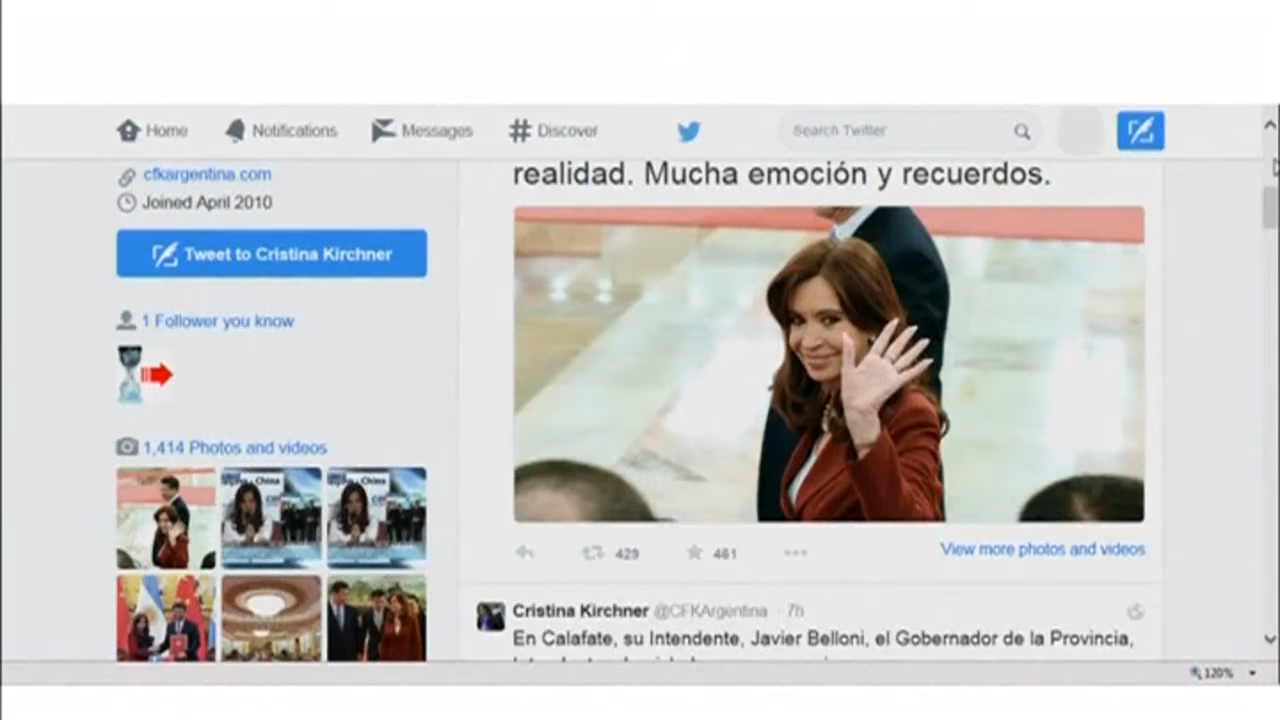 Home
Notifications
Messages
Discover
Search Twitter
cfkargentina.com
Joined April 2010
Tweet to Cristina Kirchner
1 Follower you know
1,414 Photos and videos
China
China
realidad. Mucha emoción y recuerdos.
429
461
View more photos and videos
Cristina Kirchner @CFKArgentina · 7h
En Calafate, su Intendente, Javier Belloni, el Gobernador de la Provincia,
120%